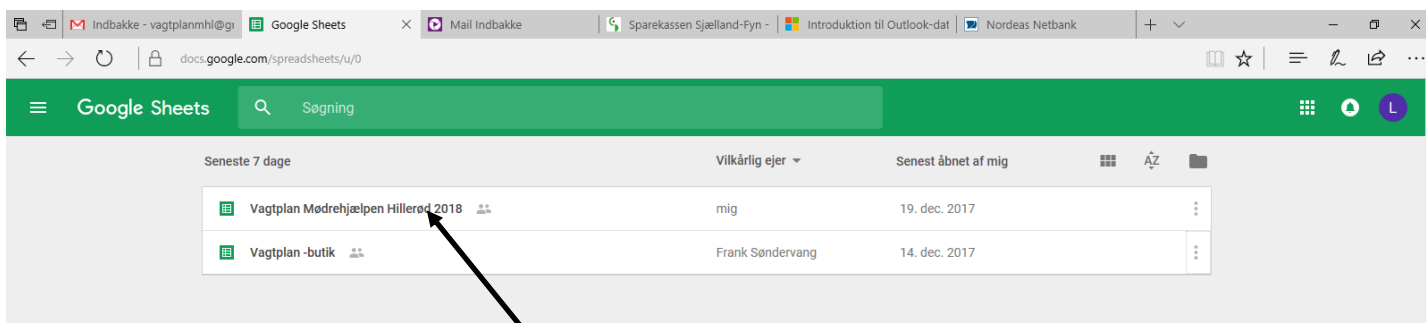 Indbakke - vagtplanmhl@gr
Google Sheets
Mail Indbakke
Sparekassen Sjælland-Fyn -
Introduktion til Outlook-dat
Nordeas Netbank
docs.google.com/spreadsheets/u/0
Google Sheets
Søgning
L
Seneste 7 dage
Vilkårlig ejer
Senest åbnet af mig
AZ
Vagtplan Mødrehjælpen Hillerød 2018
mig
19. dec. 2017
Vagtplan -butik
Frank Søndervang
14. dec. 2017